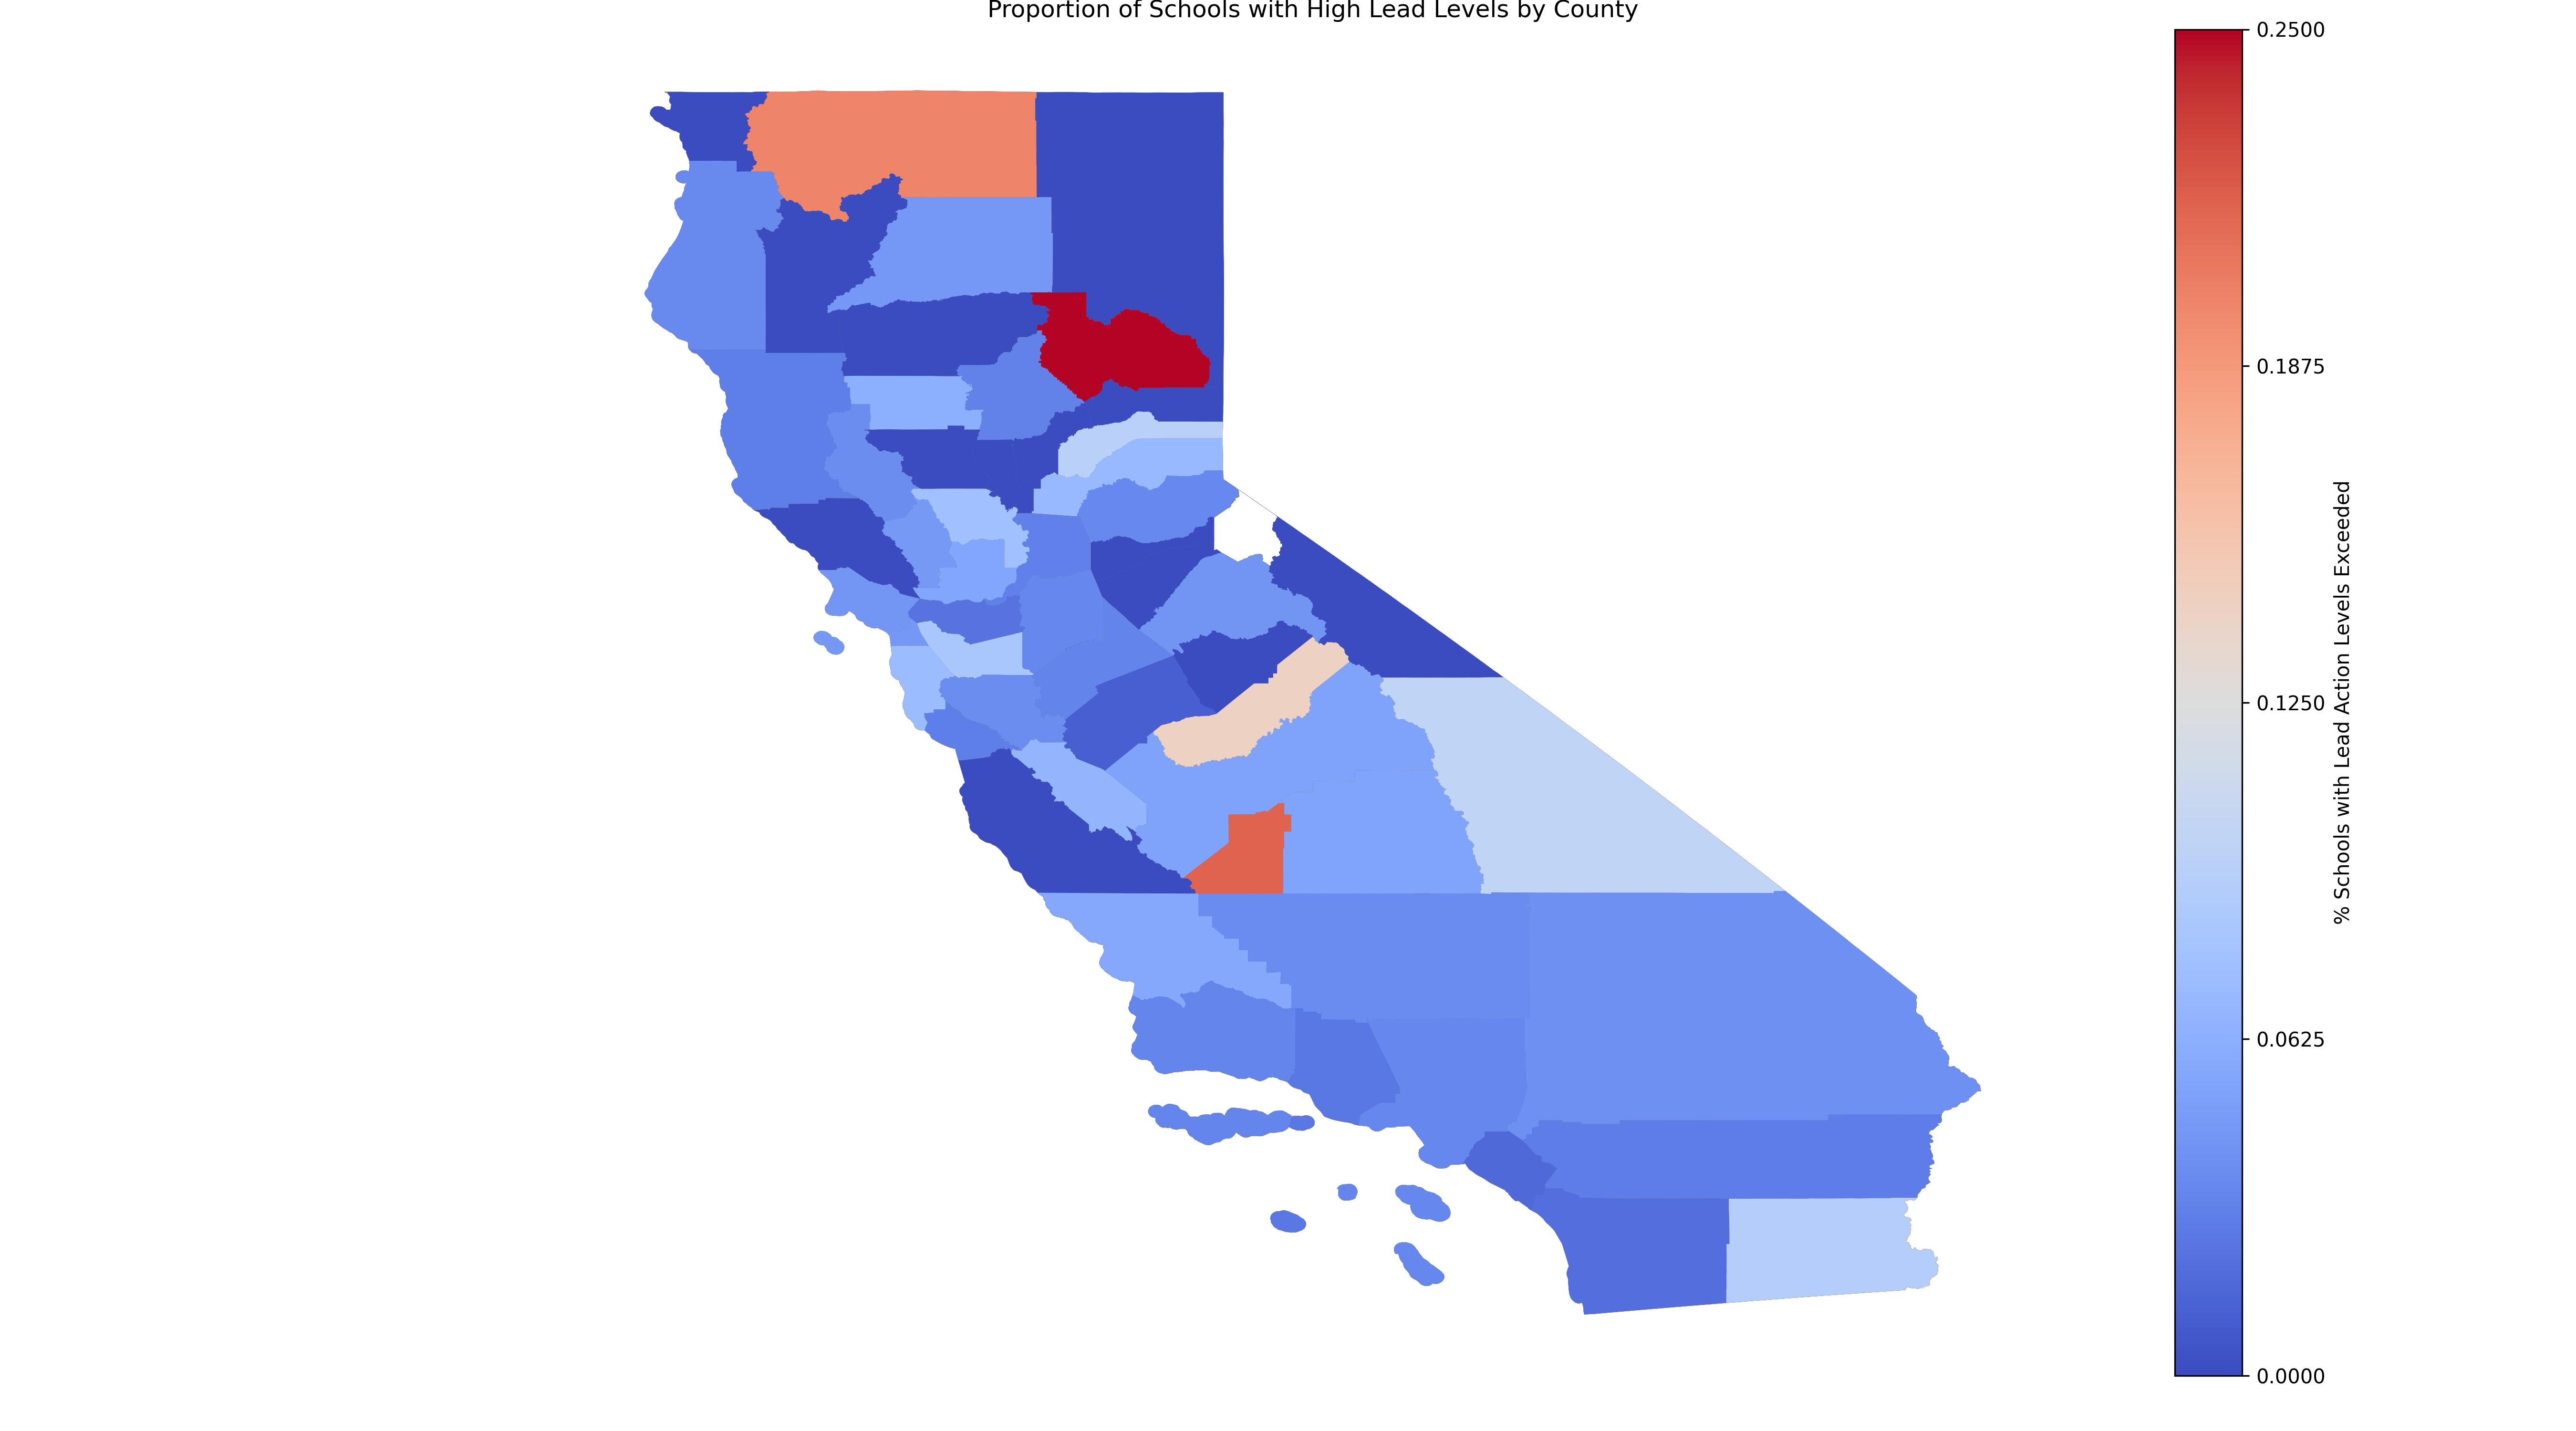 Proportion of Schools with High Lead Levels by County
0.2500
0.1875
0.1250
0.0625
0.0000
% Schools with Lead Action Levels Exceeded